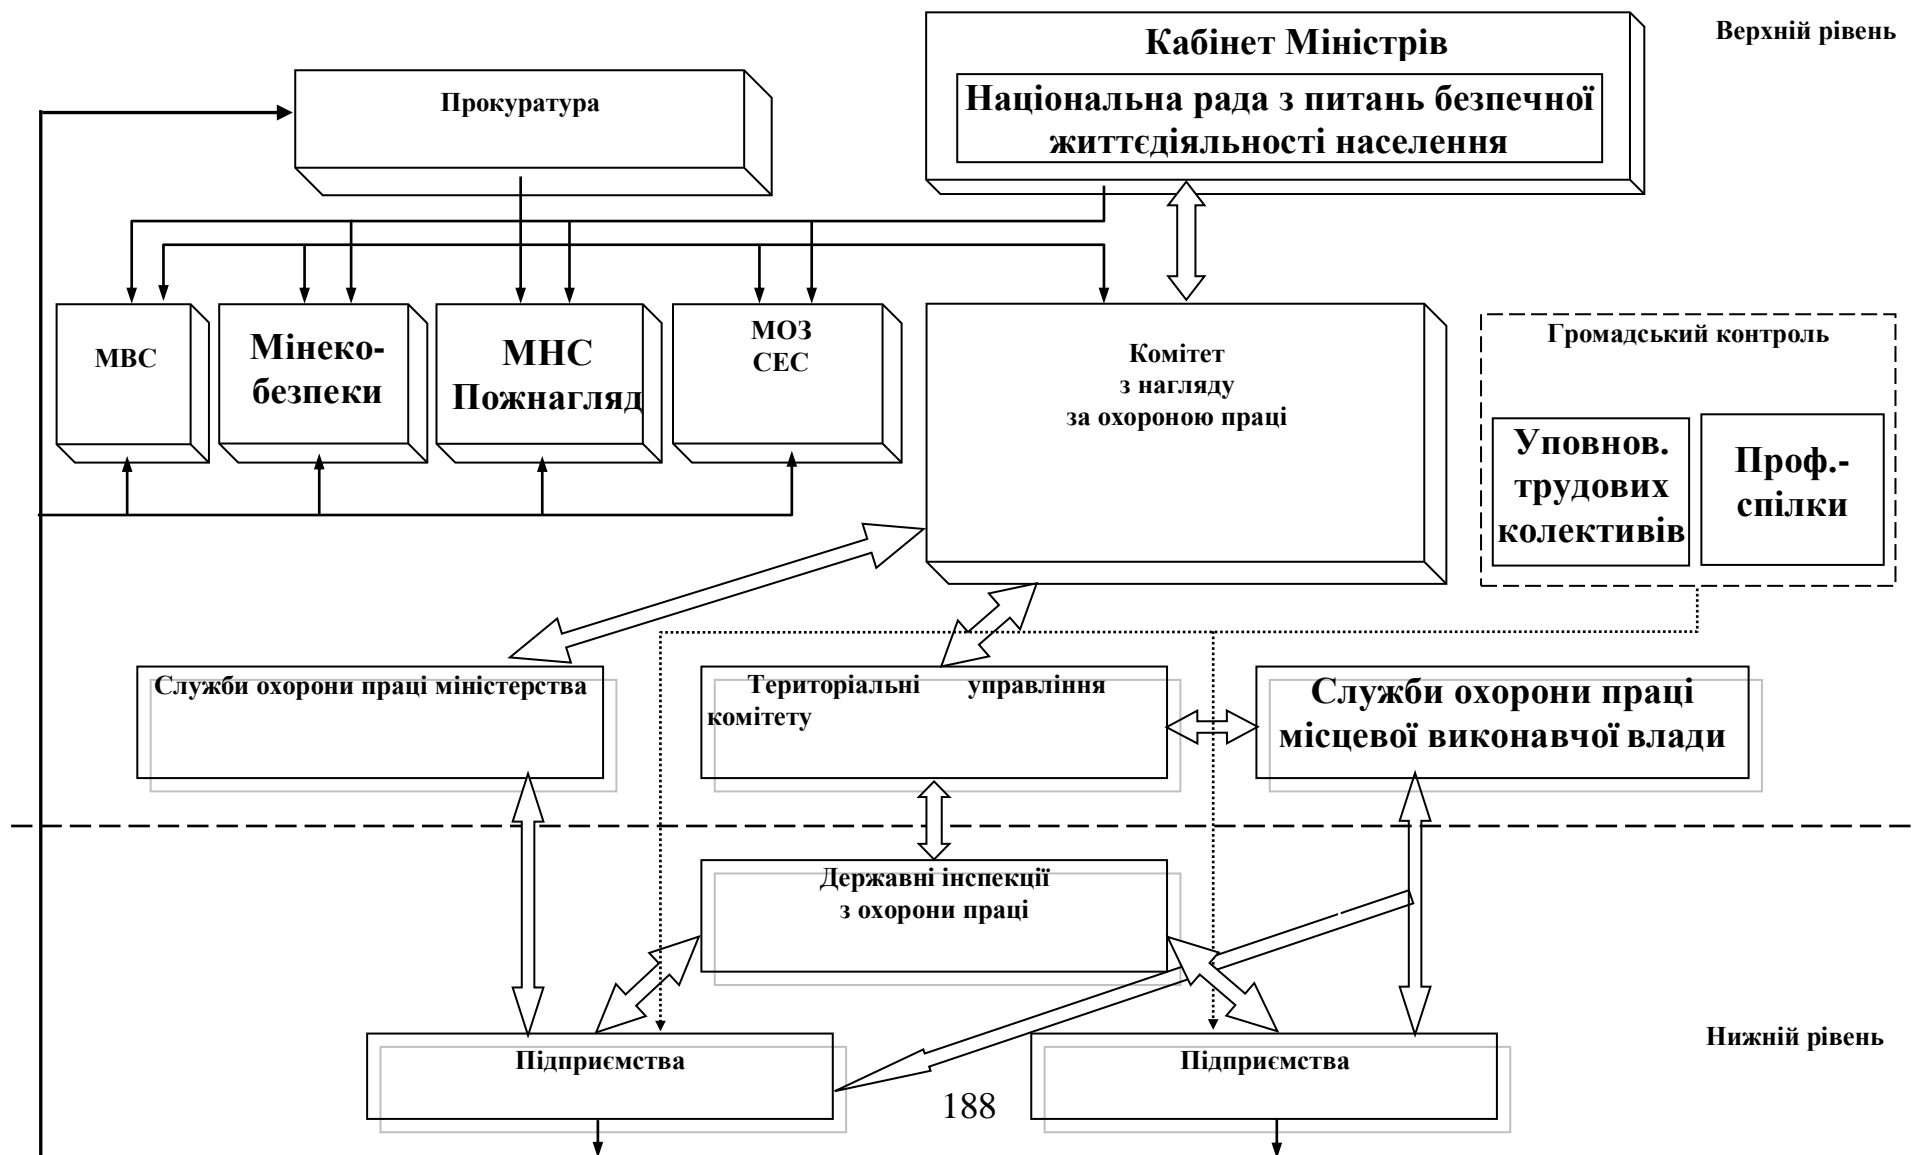 Верхній рівень
Кабінет Міністрів
Національна рада з питань безпечної
життєдіяльності населення
Прокуратура
МВС
Мінеко-
безпеки
МНС
Пожнагляд
МОЗ
СЕС
Комітет
з нагляду
за охороною праці
Громадський контроль
Уповнов.
трудових
колективів
Проф.-
спілки
Служби охорони праці міністерства
Територіальні управління
комітету
Служби охорони праці
місцевої виконавчої влади
Державні інспекції
з охорони праці
Нижній рівень
Підприємства
Підприємства
188